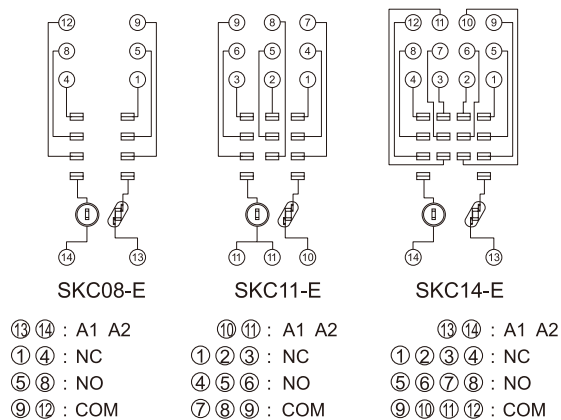 ⑫ ⑨ ⑨ ⑧ ⑦ ⑫ ⑪ ⑩ ⑨
⑧ ⑤ ⑥ ⑤ ④ ⑧ ⑦ ⑥ ⑤
④ ① ③ ② ① ④ ③ ② ①
⑭ ⑬ ⑪ ⑪ ⑩ ⑭ ⑬
SKC08-E SKC11-E SKC14-E
⑬ ⑭ : A1 A2
① ④ : NC
⑤ ⑧ : NO
⑨ ⑫ : COM
⑩ ⑪ : A1 A2
① ② ③ : NC
④ ⑤ ⑥ : NO
⑦ ⑧ ⑨ : COM
⑬ ⑭ : A1 A2
① ② ③ ④ : NC
⑤ ⑥ ⑦ ⑧ : NO
⑨ ⑩ ⑪ ⑫ : COM